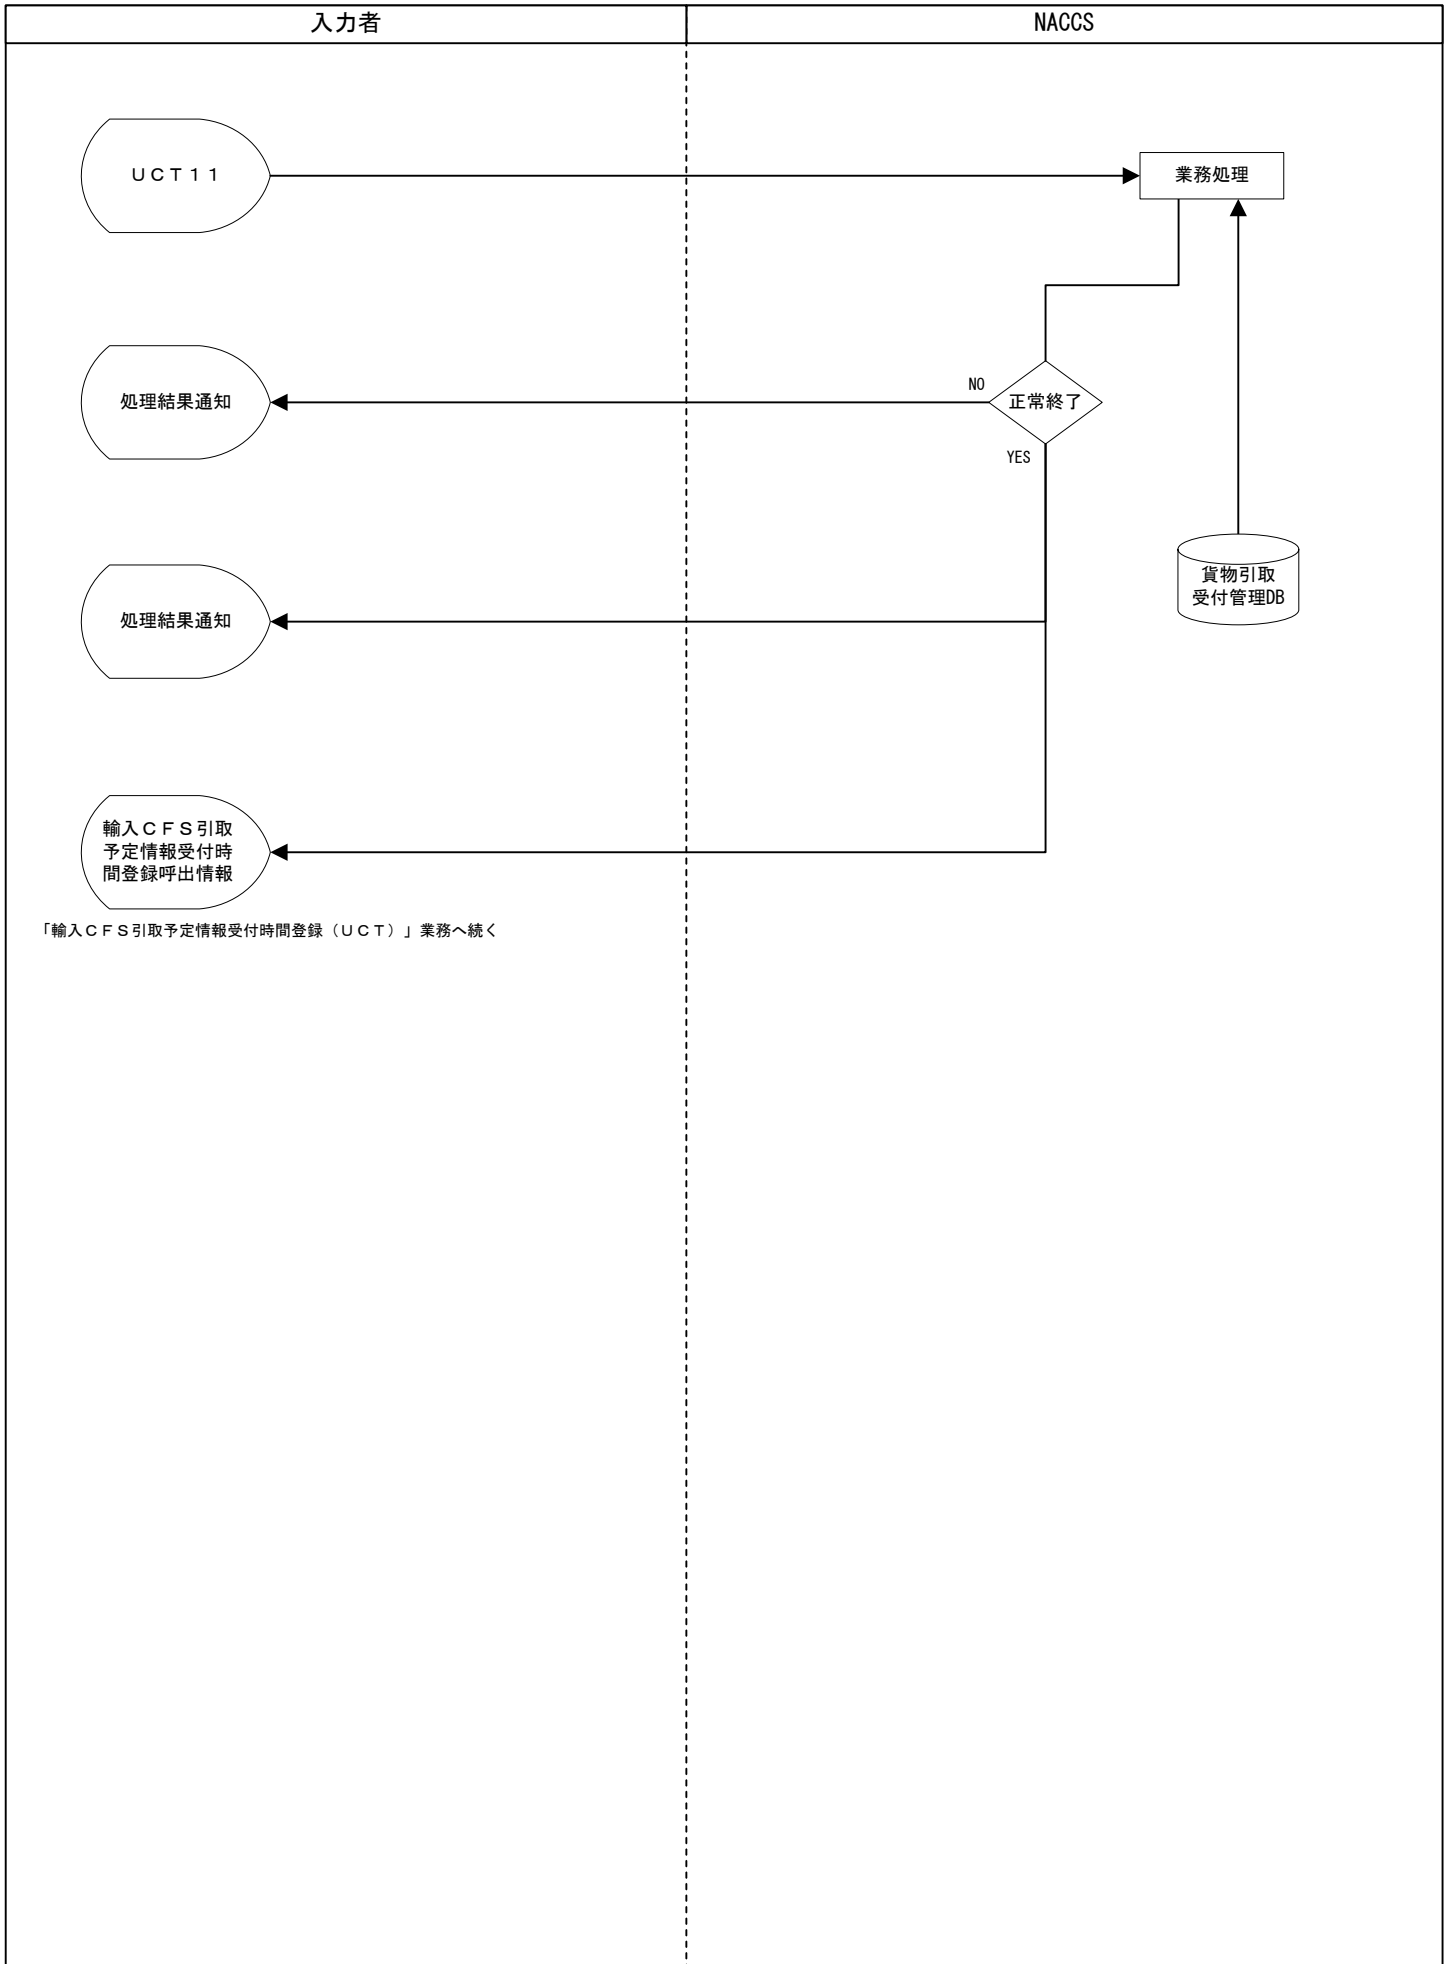 入力者
NACCS
ＵＣＴ１１
業務処理
処理結果通知
NO
正常終了
YES
処理結果通知
貨物引取
受付管理DB
輸入ＣＦＳ引取
予定情報受付時
間登録呼出情報
「輸入ＣＦＳ引取予定情報受付時間登録（ＵＣＴ）」業務へ続く